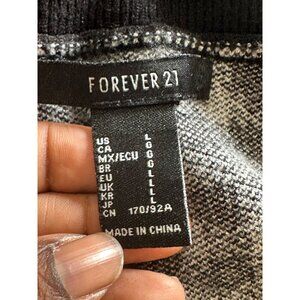 FOREVER 21
US L
CA G
MX/ECU G
BR G
EU L
UK L
KR L
JP L
CN 170/92A
MADE IN CHINA